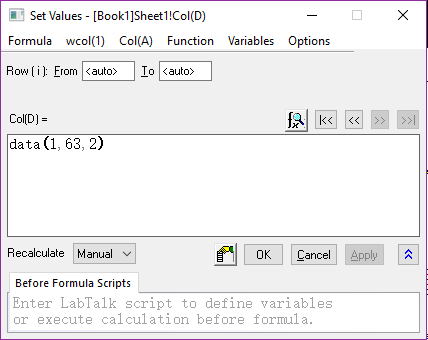 Set Values - [Book1]Sheet1!Col(D)
Formula wcol(1) Col(A) Function Variables Options
Row (i): From <auto> To <auto>
Col(D) =
|<< << >> >>|
data(1,63,2)
Recalculate Manual OK Cancel Apply
Before Formula Scripts
Enter LabTalk script to define variables
or execute calculation before formula.